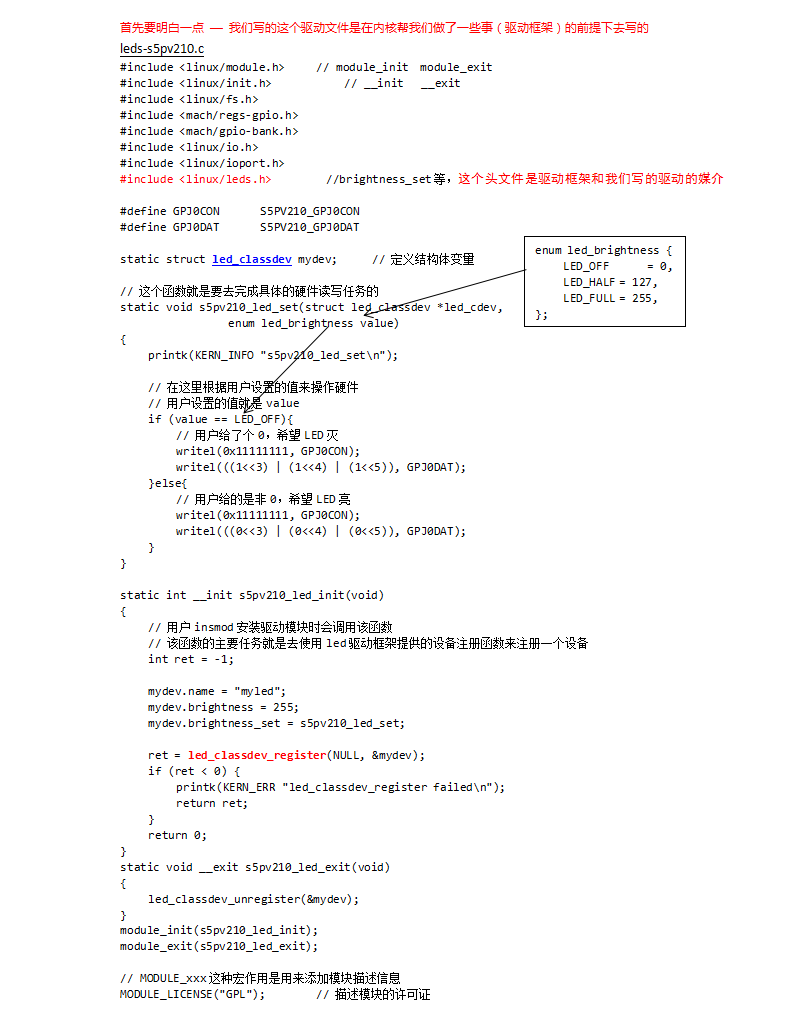 首先要明白一点 — 我们写的这个驱动文件是在内核帮我们做了一些事（驱动框架）的前提下去写的
leds-s5pv210.c
#include <linux/module.h> // module_init module_exit
#include <linux/init.h> // __init __exit
#include <linux/fs.h>
#include <mach/regs-gpio.h>
#include <mach/gpio-bank.h>
#include <linux/io.h>
#include <linux/ioport.h>
#include <linux/leds.h> //brightness_set等，这个头文件是驱动框架和我们写的驱动的媒介
#define GPJ0CON S5PV210_GPJ0CON
#define GPJ0DAT S5PV210_GPJ0DAT
static struct led_classdev mydev; // 定义结构体变量
enum led_brightness {
LED_OFF = 0,
LED_HALF = 127,
LED_FULL = 255,
};
// 这个函数就是要去完成具体的硬件读写任务的
static void s5pv210_led_set(struct led_classdev *led_cdev,
enum led_brightness value)
{
printk(KERN_INFO "s5pv210_led_set\n");
// 在这里根据用户设置的值来操作硬件
// 用户设置的值就是 value
if (value == LED_OFF){
// 用户给了个 0，希望 LED 灭
writel(0x11111111, GPJ0CON);
writel(((1<<3) | (1<<4) | (1<<5)), GPJ0DAT);
}else{
// 用户给的是非 0，希望 LED 亮
writel(0x11111111, GPJ0CON);
writel(((0<<3) | (0<<4) | (0<<5)), GPJ0DAT);
}
}
static int __init s5pv210_led_init(void)
{
// 用户 insmod 安装驱动模块时会调用该函数
// 该函数的主要任务就是去使用 led 驱动框架提供的设备注册函数来注册一个设备
int ret = -1;
mydev.name = "myled";
mydev.brightness = 255;
mydev.brightness_set = s5pv210_led_set;
ret = led_classdev_register(NULL, &mydev);
if (ret < 0) {
printk(KERN_ERR "led_classdev_register failed\n");
return ret;
}
return 0;
}
static void __exit s5pv210_led_exit(void)
{
led_classdev_unregister(&mydev);
}
module_init(s5pv210_led_init);
module_exit(s5pv210_led_exit);
// MODULE_xxx 这种宏作用是用来添加模块描述信息
MODULE_LICENSE("GPL"); // 描述模块的许可证